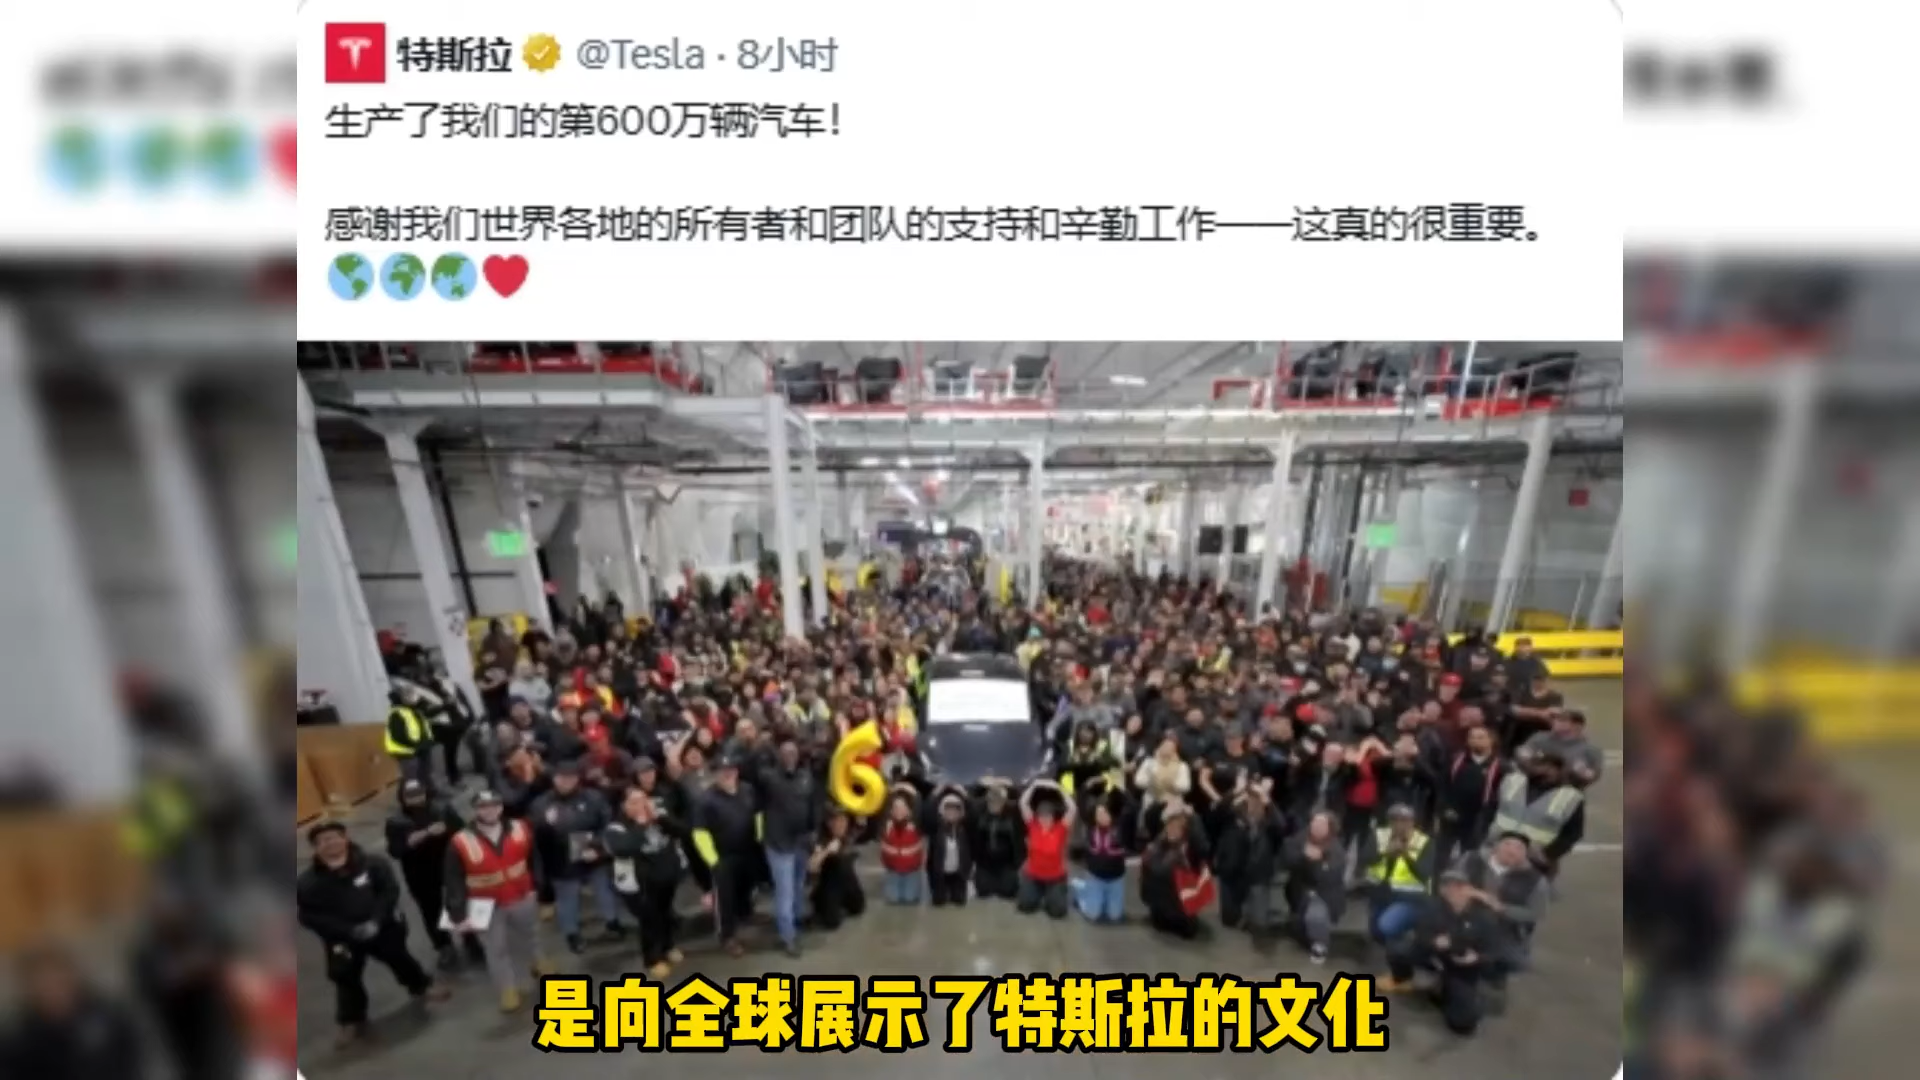 特斯拉 @Tesla · 8小时
生产了我们的第600万辆汽车！
感谢我们世界各地的所有者和团队的支持和辛勤工作——这真的很重要。
6
是向全球展示了特斯拉的文化